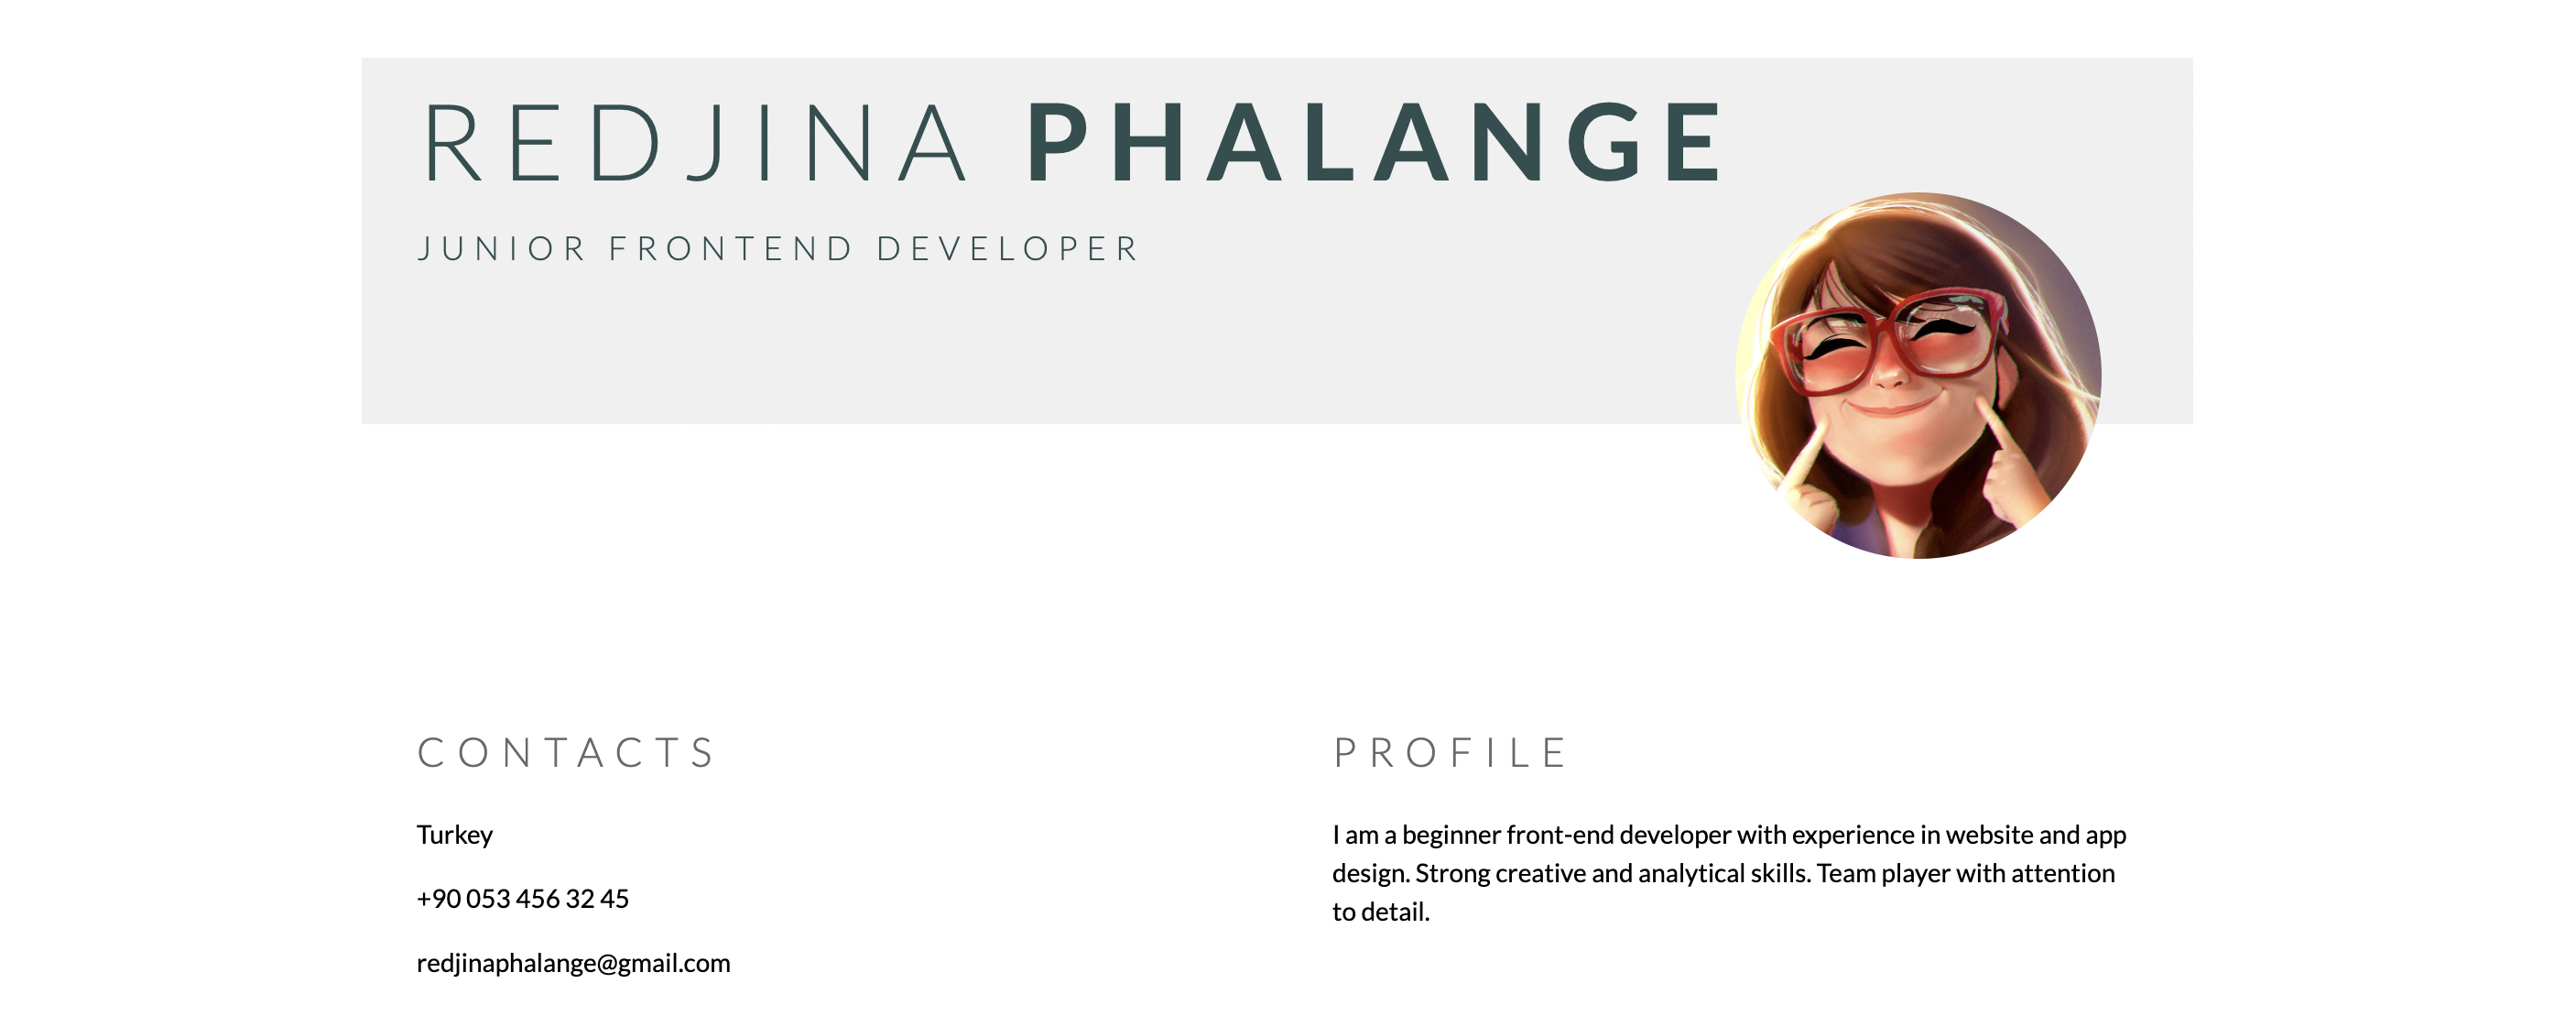 REDJINA PHALANGE
JUNIOR FRONTEND DEVELOPER
CONTACTS
Turkey
+90 053 456 32 45
redjinaphalange@gmail.com
PROFILE
I am a beginner front-end developer with experience in website and app
design. Strong creative and analytical skills. Team player with attention
to detail.